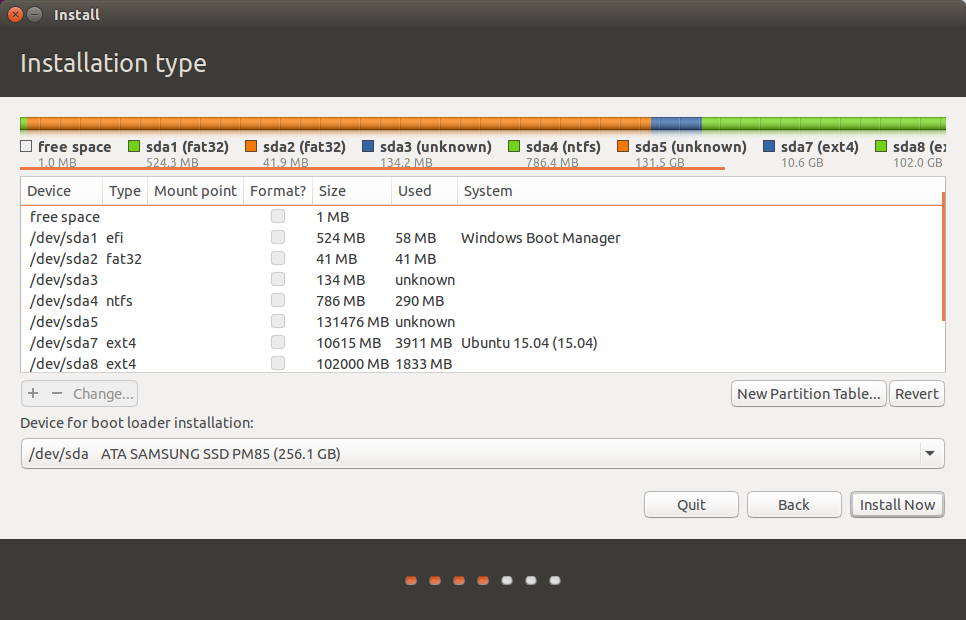 Install
Installation type
free space sda1 (fat32) sda2 (fat32) sda3 (unknown) sda4 (ntfs) sda5 (unknown) sda7 (ext4) sda8 (ex
1.0 MB 524.3 MB 41.9 MB 134.2 MB 786.4 MB 131.5 GB 10.6 GB 102.0 GB
Device Type Mount point Format? Size Used System
free space 1 MB
/dev/sda1 efi 524 MB 58 MB Windows Boot Manager
/dev/sda2 fat32 41 MB 41 MB
/dev/sda3 134 MB unknown
/dev/sda4 ntfs 786 MB 290 MB
/dev/sda5 131476 MB unknown
/dev/sda7 ext4 10615 MB 3911 MB Ubuntu 15.04 (15.04)
/dev/sda8 ext4 102000 MB 1833 MB
+ − Change... New Partition Table... Revert
Device for boot loader installation:
/dev/sda ATA SAMSUNG SSD PM85 (256.1 GB)
Quit Back Install Now